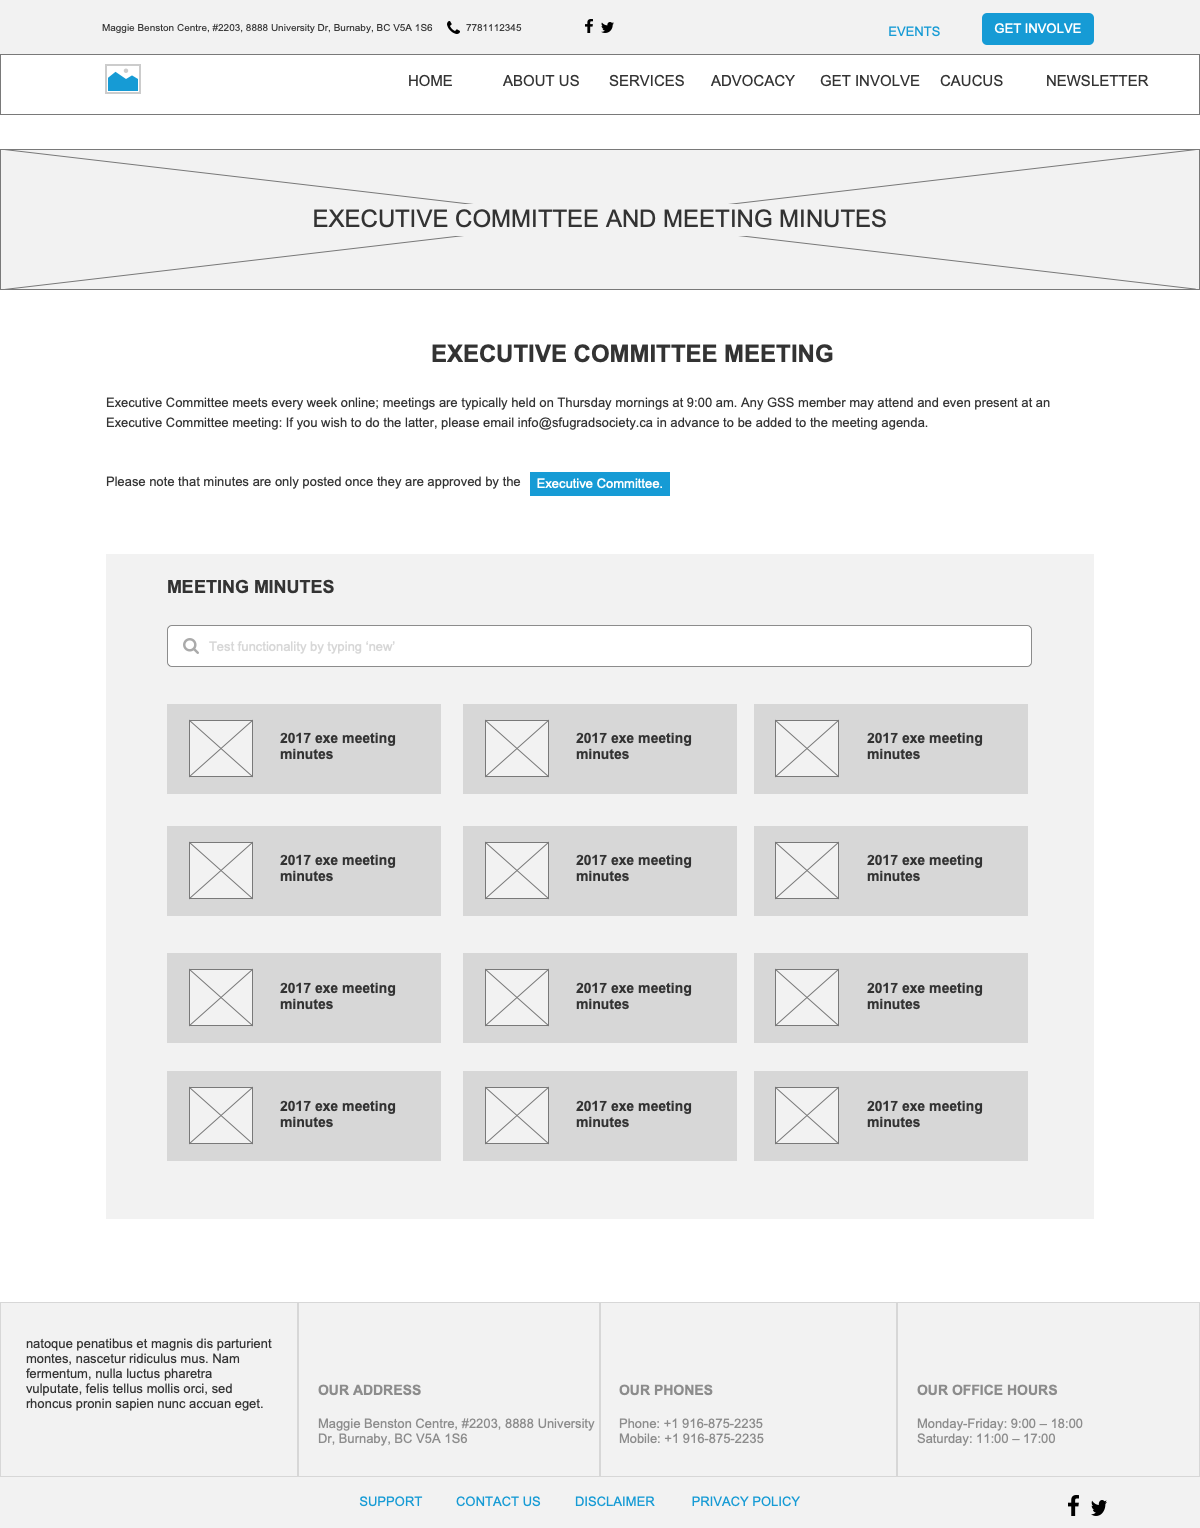 Maggie Benston Centre, #2203, 8888 University Dr, Burnaby, BC V5A 1S6 7781112345 EVENTS GET INVOLVE
HOME ABOUT US SERVICES ADVOCACY GET INVOLVE CAUCUS NEWSLETTER
EXECUTIVE COMMITTEE AND MEETING MINUTES
EXECUTIVE COMMITTEE MEETING
Executive Committee meets every week online; meetings are typically held on Thursday mornings at 9:00 am. Any GSS member may attend and even present at an
Executive Committee meeting: If you wish to do the latter, please email info@sfugradsociety.ca in advance to be added to the meeting agenda.
Please note that minutes are only posted once they are approved by the Executive Committee.
MEETING MINUTES
Test functionality by typing 'new'
2017 exe meeting
minutes
2017 exe meeting
minutes
2017 exe meeting
minutes
2017 exe meeting
minutes
2017 exe meeting
minutes
2017 exe meeting
minutes
2017 exe meeting
minutes
2017 exe meeting
minutes
2017 exe meeting
minutes
2017 exe meeting
minutes
2017 exe meeting
minutes
2017 exe meeting
minutes
natoque penatibus et magnis dis parturient
montes, nascetur ridiculus mus. Nam
fermentum, nulla luctus pharetra
vulputate, felis tellus mollis orci, sed
rhoncus pronin sapien nunc accuan eget.
OUR ADDRESS
Maggie Benston Centre, #2203, 8888 University
Dr, Burnaby, BC V5A 1S6
OUR PHONES
Phone: +1 916-875-2235
Mobile: +1 916-875-2235
OUR OFFICE HOURS
Monday-Friday: 9:00 – 18:00
Saturday: 11:00 – 17:00
SUPPORT CONTACT US DISCLAIMER PRIVACY POLICY